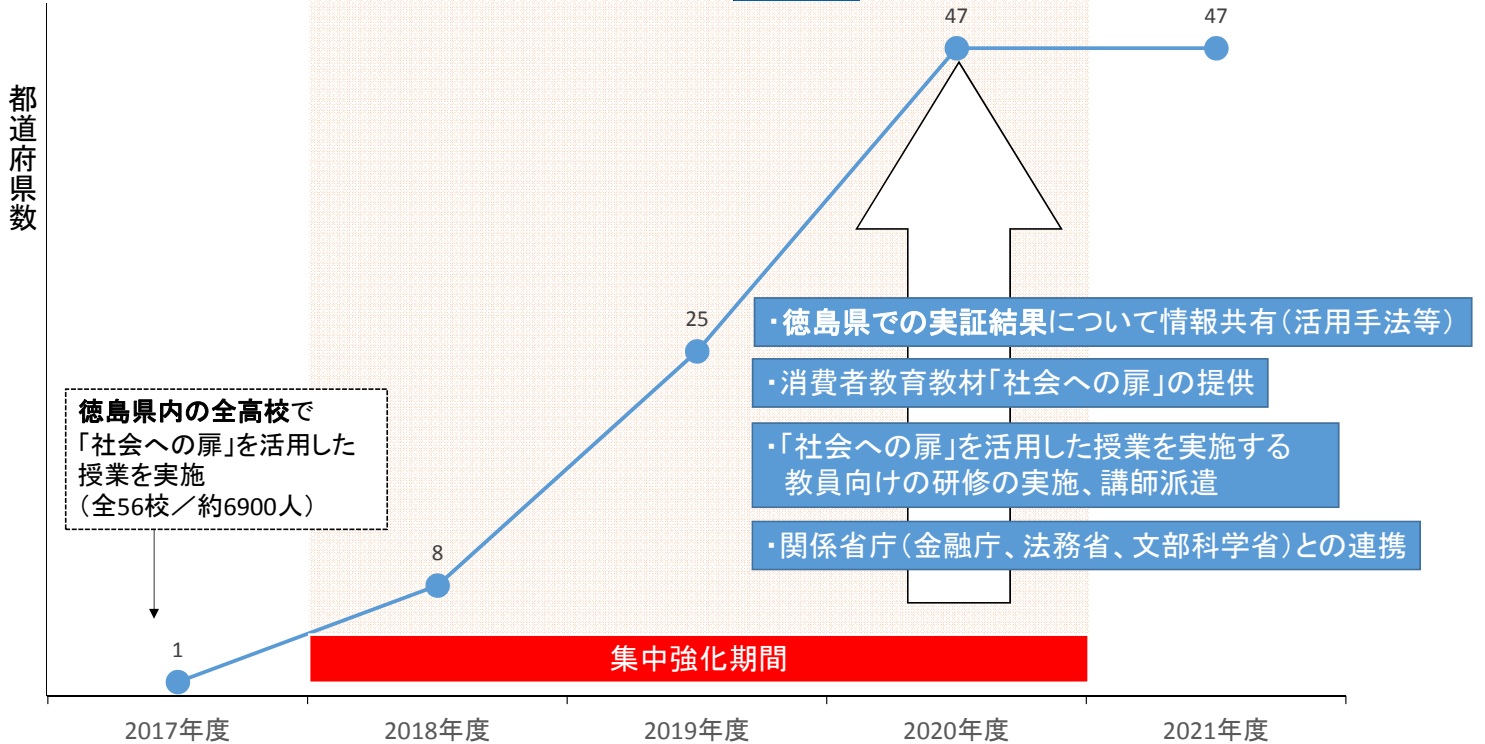 都道府県数
47
47
25
8
1
徳島県内の全高校で
「社会への扉」を活用した
授業を実施
(全56校/約6900人)
・徳島県での実証結果について情報共有(活用手法等)
・消費者教育教材「社会への扉」の提供
・「社会への扉」を活用した授業を実施する
教員向けの研修の実施、講師派遣
・関係省庁(金融庁、法務省、文部科学省)との連携
集中強化期間
2017年度
2018年度
2019年度
2020年度
2021年度